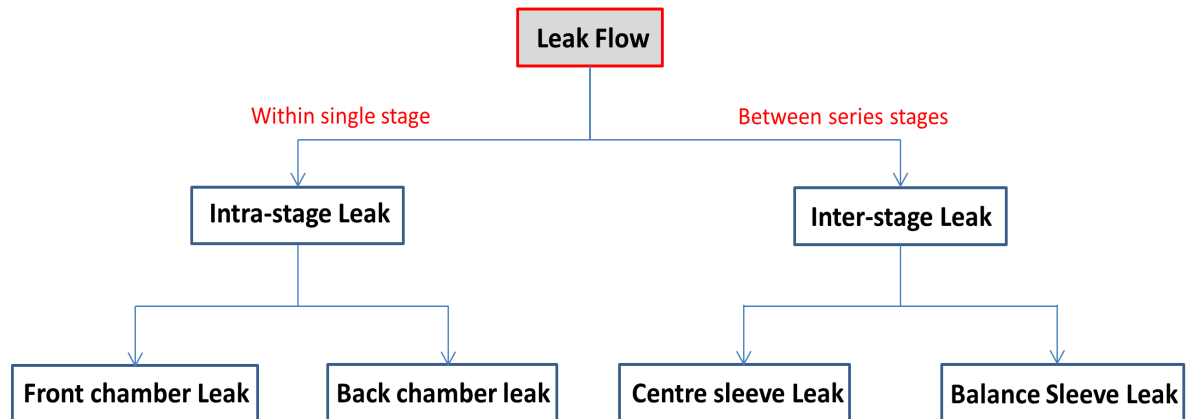 Leak Flow
Within single stage
Between series stages
Intra-stage Leak
Inter-stage Leak
Front chamber Leak
Back chamber leak
Centre sleeve Leak
Balance Sleeve Leak